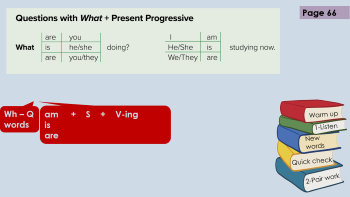 Questions with What + Present Progressive
Page 66
are you I am
What is he/she doing? He/She is studying now.
are you/they We/They are
Wh – Q am + S + V-ing
words is
are
Warm up
1-Listen
New
words
Quick check
2-Pair work